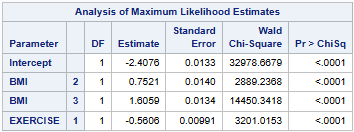 Analysis of Maximum Likelihood Estimates
Parameter DF Estimate Standard Error Wald Chi-Square Pr > ChiSq
Intercept 1 -2.4076 0.0133 32978.6679 <.0001
BMI 2 1 0.7521 0.0140 2889.2368 <.0001
BMI 3 1 1.6059 0.0134 14450.3418 <.0001
EXERCISE 1 1 -0.5606 0.00991 3201.0153 <.0001